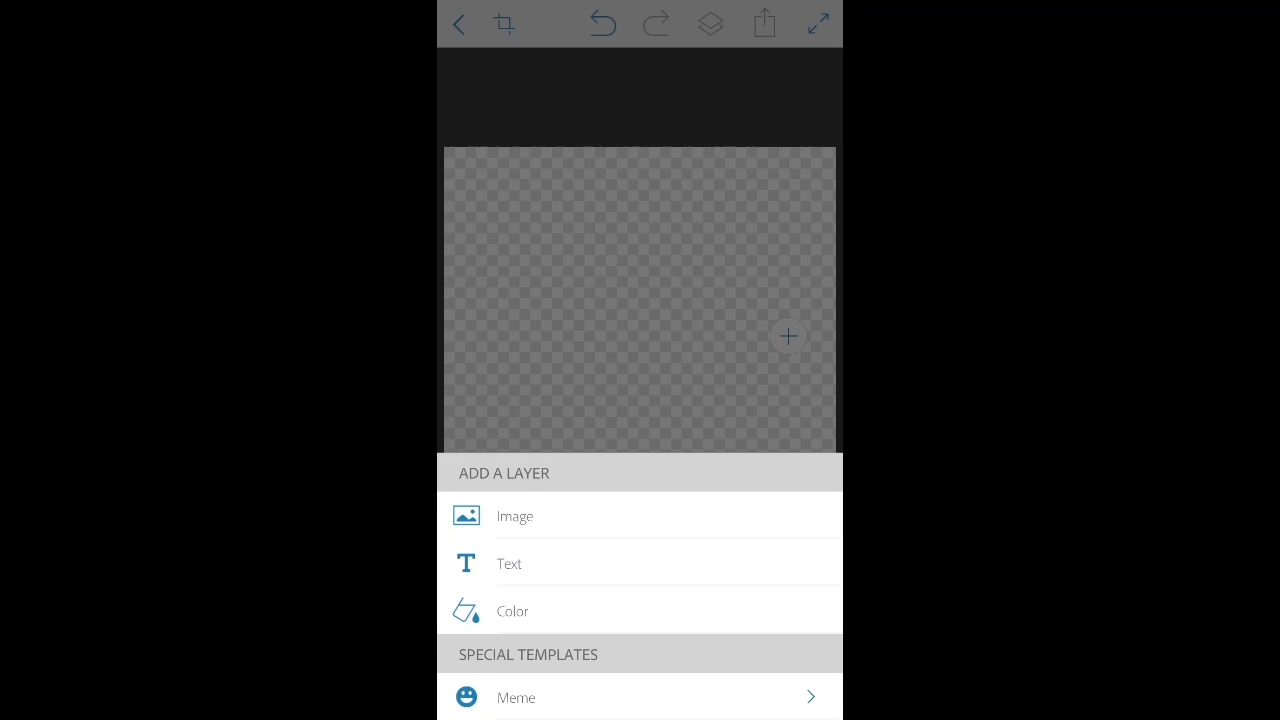 ADD A LAYER
Image
Text
Color
SPECIAL TEMPLATES
Meme